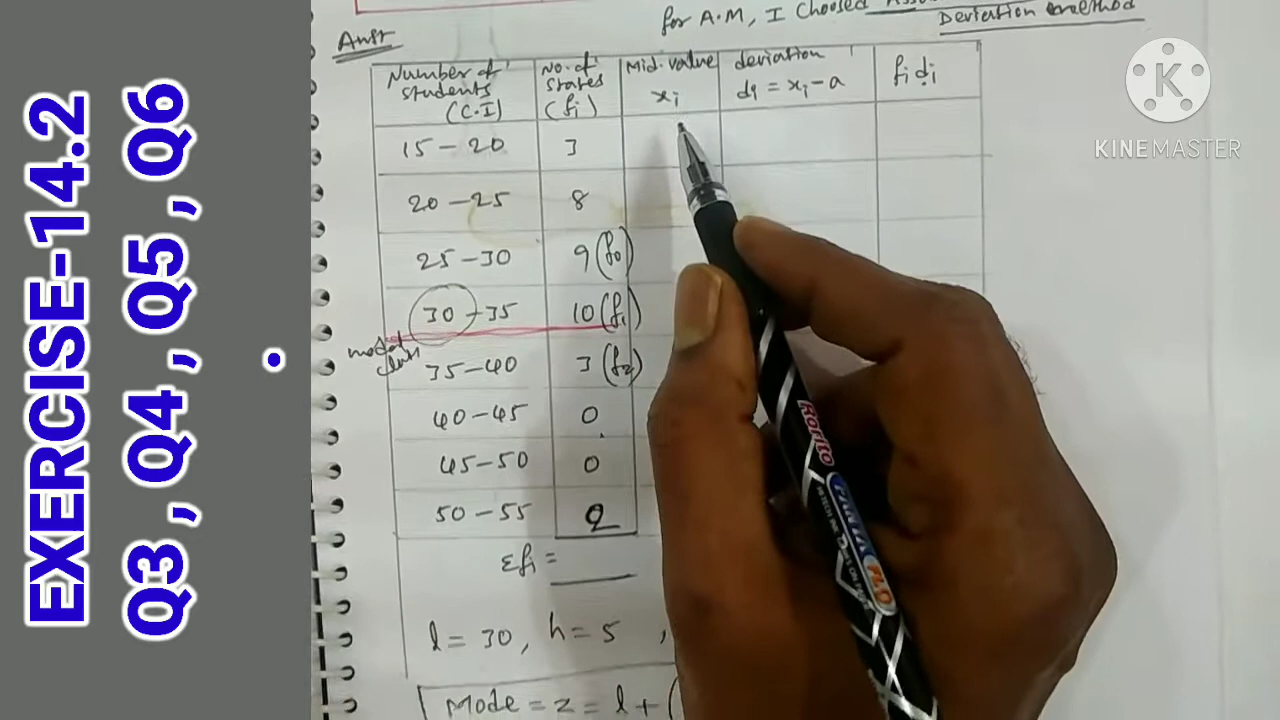 EXERCISE-14.2
Q3 , Q4 , Q5 , Q6
.
for A.M, I choosed
Deviation method
Ans:
Number of students (C.I)
No. of states (fi)
Mid-value xi
deviation di = xi - a
fi di
15 - 20 3
20 - 25 8
25 - 30 9 (f0)
30 - 35 10 (f1)
modal class
35 - 40 3 (f2)
40 - 45 0
45 - 50 0
50 - 55 2
Σfi =
l = 30, h = 5 ,
Mode = z = l + (
K
KINEMASTER
Korito